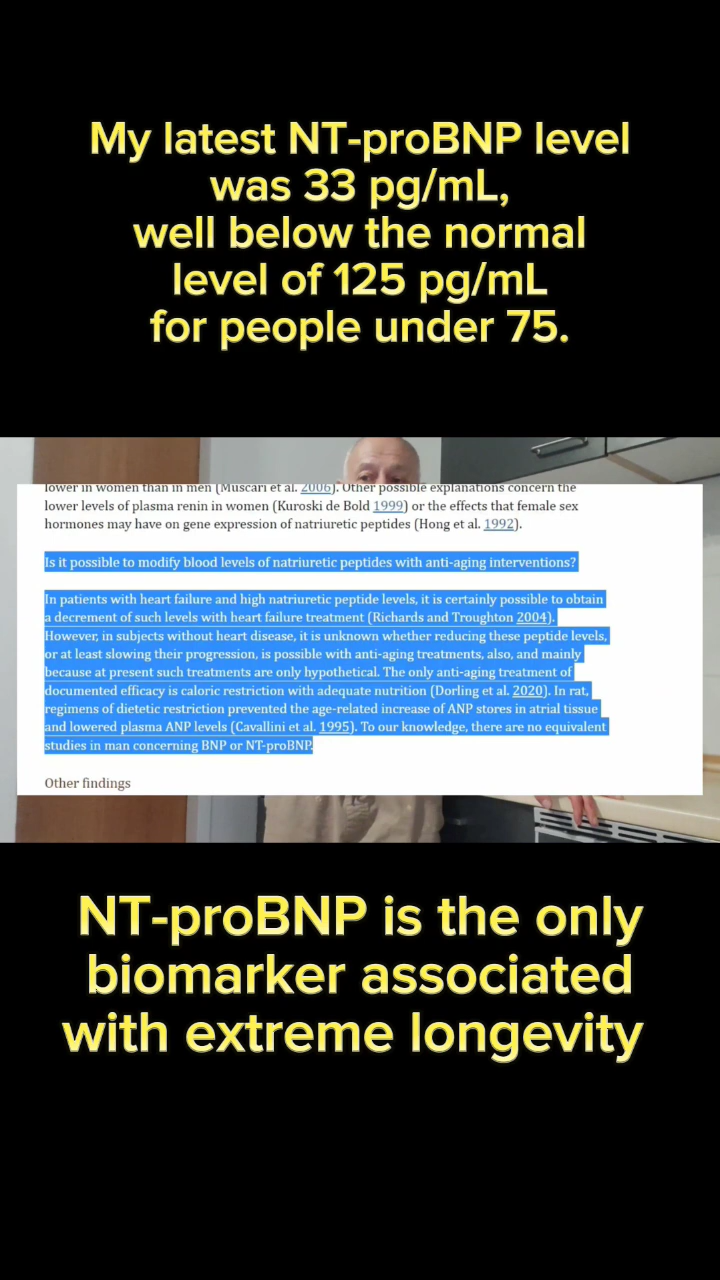 My latest NT-proBNP level
was 33 pg/mL,
well below the normal
level of 125 pg/mL
for people under 75.
lower in women than in men (Muscari et al. 2006). Other possible explanations concern the
lower levels of plasma renin in women (Kuroski de Bold 1999) or the effects that female sex
hormones may have on gene expression of natriuretic peptides (Hong et al. 1992).
Is it possible to modify blood levels of natriuretic peptides with anti-aging interventions?
In patients with heart failure and high natriuretic peptide levels, it is certainly possible to obtain
a decrement of such levels with heart failure treatment (Richards and Troughton 2004).
However, in subjects without heart disease, it is unknown whether reducing these peptide levels,
or at least slowing their progression, is possible with anti-aging treatments, also, and mainly
because at present such treatments are only hypothetical. The only anti-aging treatment of
documented efficacy is caloric restriction with adequate nutrition (Dorling et al. 2020). In rat,
regimens of dietetic restriction prevented the age-related increase of ANP stores in atrial tissue
and lowered plasma ANP levels (Cavallini et al. 1995). To our knowledge, there are no equivalent
studies in man concerning BNP or NT-proBNP.
Other findings
NT-proBNP is the only
biomarker associated
with extreme longevity